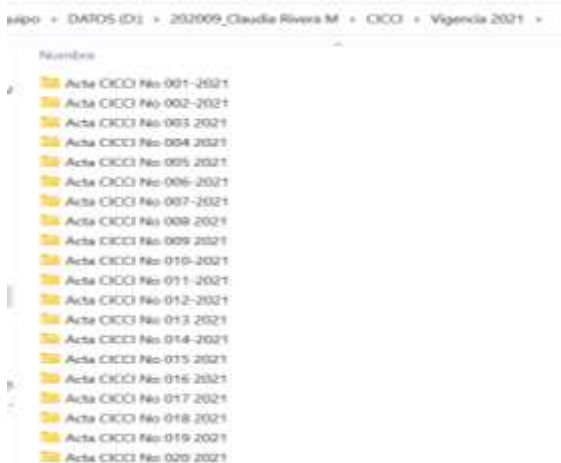 uipo › DATOS (D:) › 202009_Claudia Rivera M › CICCI › Vigencia 2021 ›
Nombre
Acta CICCI No 001-2021
Acta CICCI No 002-2021
Acta CICCI No 003 2021
Acta CICCI No 004 2021
Acta CICCI No 005 2021
Acta CICCI No 006-2021
Acta CICCI No 007-2021
Acta CICCI No 008 2021
Acta CICCI No 009 2021
Acta CICCI No 010-2021
Acta CICCI No 011-2021
Acta CICCI No 012-2021
Acta CICCI No 013 2021
Acta CICCI No 014-2021
Acta CICCI No 015 2021
Acta CICCI No 016 2021
Acta CICCI No 017 2021
Acta CICCI No 018 2021
Acta CICCI No 019 2021
Acta CICCI No 020 2021